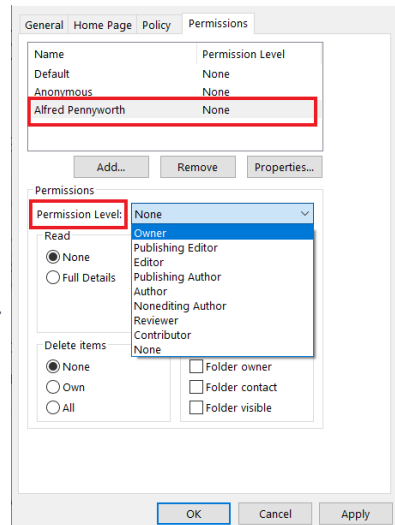 General Home Page Policy Permissions
Name Permission Level
Default None
Anonymous None
Alfred Pennyworth None
Add... Remove Properties...
Permissions
Permission Level: None
Read
Owner
Publishing Editor
None
Editor
Full Details
Publishing Author
Author
Nonediting Author
Reviewer
Contributor
Delete items
None
None
Folder owner
Own
Folder contact
All
Folder visible
OK Cancel Apply